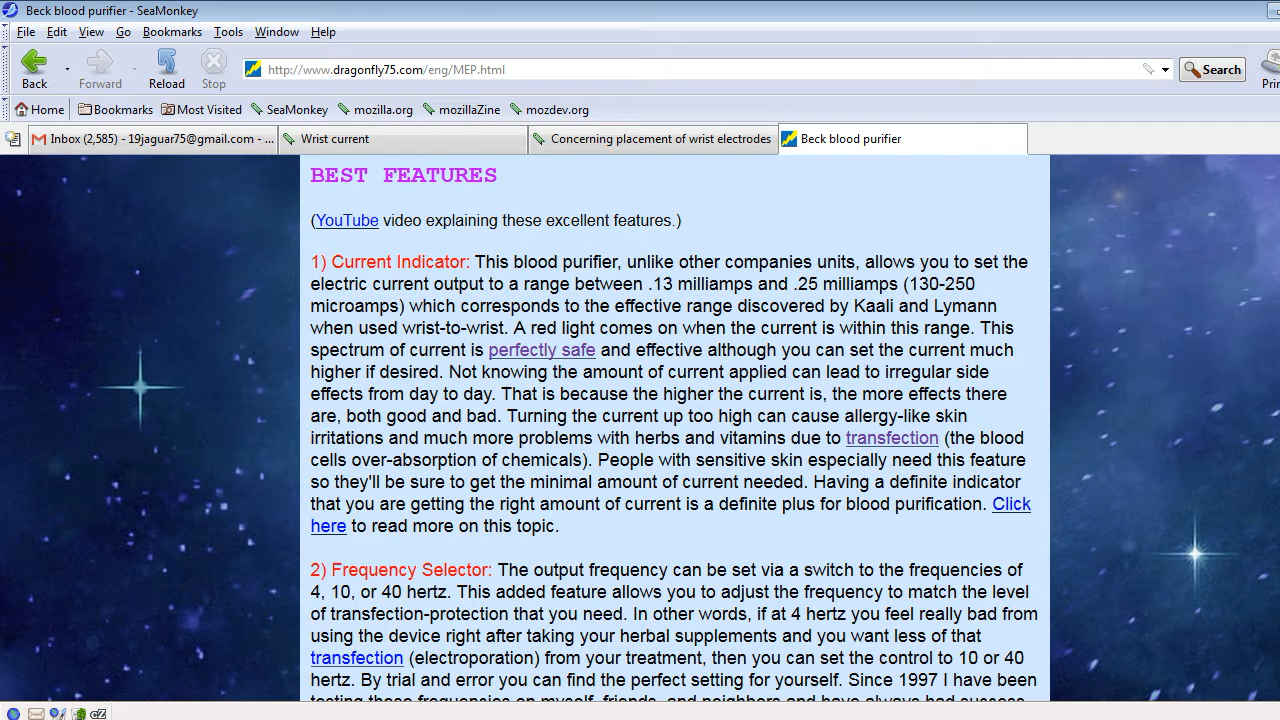 Beck blood purifier - SeaMonkey
File Edit View Go Bookmarks Tools Window Help
Back Forward Reload Stop http://www.dragonfly75.com/eng/MEP.html Search
Home Bookmarks Most Visited SeaMonkey mozilla.org mozillaZine mozdev.org
Inbox (2,585) - 19jaguar75@gmail.com - ... Wrist current Concerning placement of wrist electrodes Beck blood purifier
BEST FEATURES
(YouTube video explaining these excellent features.)
1) Current Indicator: This blood purifier, unlike other companies units, allows you to set the
electric current output to a range between .13 milliamps and .25 milliamps (130-250
microamps) which corresponds to the effective range discovered by Kaali and Lymann
when used wrist-to-wrist. A red light comes on when the current is within this range. This
spectrum of current is perfectly safe and effective although you can set the current much
higher if desired. Not knowing the amount of current applied can lead to irregular side
effects from day to day. That is because the higher the current is, the more effects there
are, both good and bad. Turning the current up too high can cause allergy-like skin
irritations and much more problems with herbs and vitamins due to transfection (the blood
cells over-absorption of chemicals). People with sensitive skin especially need this feature
so they'll be sure to get the minimal amount of current needed. Having a definite indicator
that you are getting the right amount of current is a definite plus for blood purification. Click
here to read more on this topic.
2) Frequency Selector: The output frequency can be set via a switch to the frequencies of
4, 10, or 40 hertz. This added feature allows you to adjust the frequency to match the level
of transfection-protection that you need. In other words, if at 4 hertz you feel really bad from
using the device right after taking your herbal supplements and you want less of that
transfection (electroporation) from your treatment, then you can set the control to 10 or 40
hertz. By trial and error you can find the perfect setting for yourself. Since 1997 I have been
testing these frequencies on myself, friends, and neighbors and have always had success